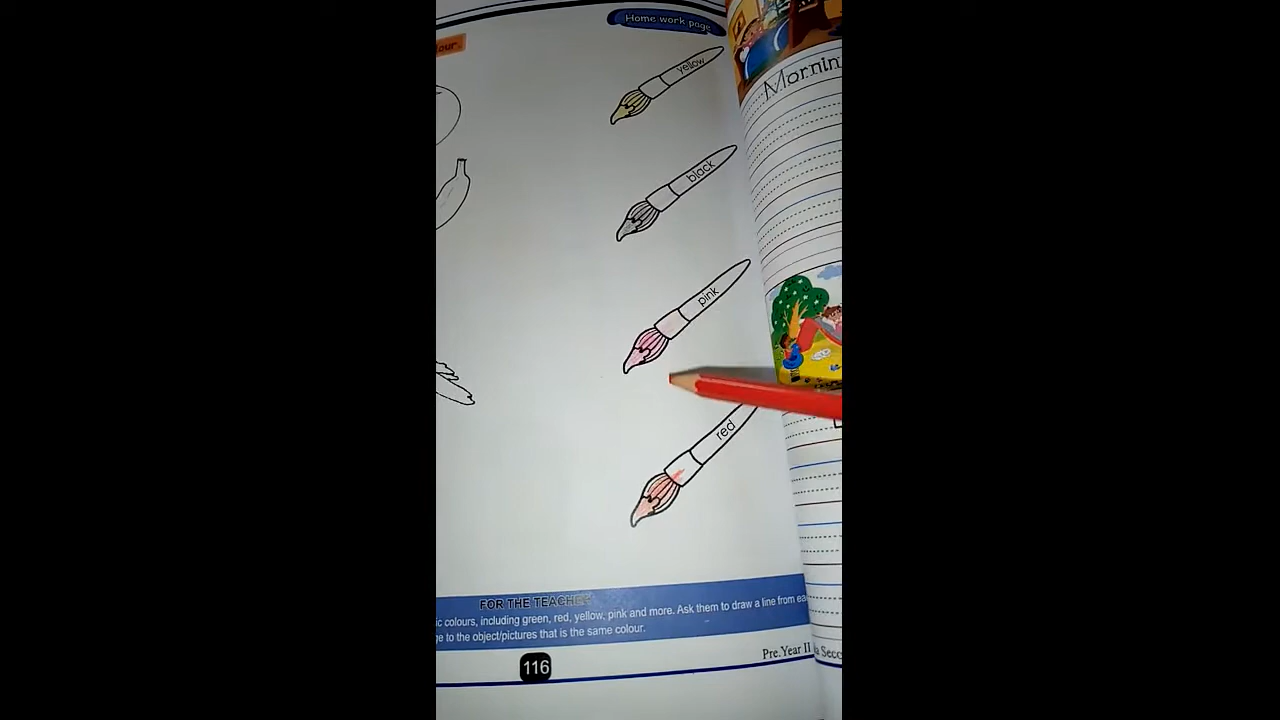 Home work page
our.
yellow
Mornin
black
pink
red
FOR THE TEACHER
ic colours, including green, red, yellow, pink and more. Ask them to draw a line from ea
ge to the object/pictures that is the same colour.
Pre.Year II
a Seco
116